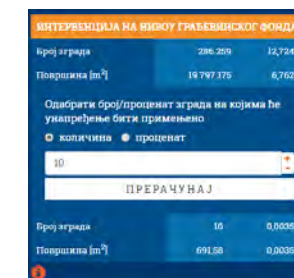 ИНТЕРВЕНЦИЈА НА НИВОУ ГРАЂЕВИНСКОГ ФОНДА
Број зграда 286.259 12,724
Површина [m²] 19.797.175 6,762
Одабрати број/проценат зграда на којима ће
унапређење бити примењено
количина проценат
10
ПРЕРАЧУНАЈ
Број зграда 10 0,0035
Површина [m²] 691,58 0,0035